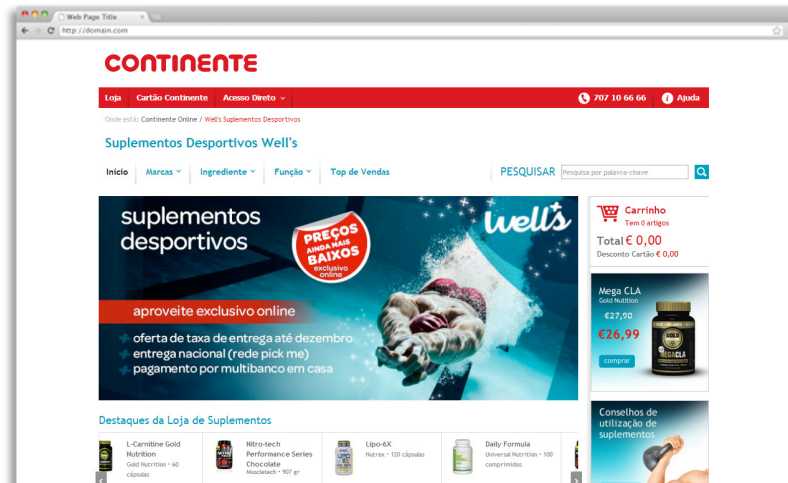 Web Page Title
http://domain.com
CONTINENTE
Loja Cartão Continente Acesso Direto 707 10 66 66 Ajuda
Onde está: Continente Online / Well's Suplementos Desportivos
Suplementos Desportivos Well's
Início Marcas Ingrediente Função Top de Vendas PESQUISAR Pesquisa por palavra-chave
suplementos
desportivos
PREÇOS
AINDA MAIS
BAIXOS
exclusivo
online
well's
aproveite exclusivo online
oferta de taxa de entrega até dezembro
entrega nacional (rede pick me)
pagamento por multibanco em casa
Carrinho
Tem 0 artigos
Total € 0,00
Desconto Cartão € 0,00
Mega CLA
Gold Nutrition
€27,90
€26,99
comprar
GOLD
MEGACLA
Conselhos de
utilização de
suplementos
Destaques da Loja de Suplementos
L-Carnitine Gold
Nutrition
Gold Nutrition • 60
cápsulas
Nitro-tech
Performance Series
Chocolate
Muscletech • 907 gr
Lipo-6X
Nutrex • 120 cápsulas
Daily Formula
Universal Nutrition • 100
comprimidos